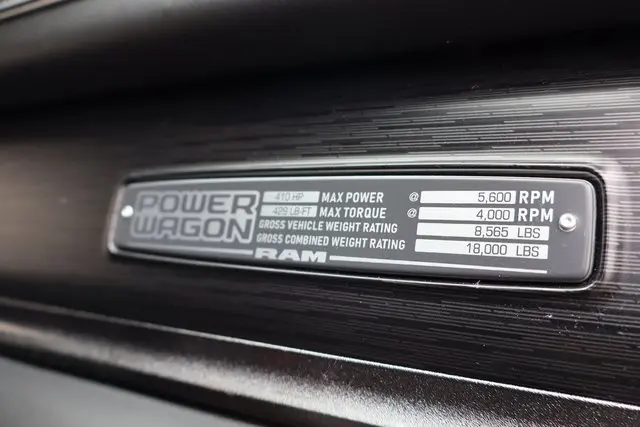 POWER WAGON
410 HP MAX POWER @ 5,600 RPM
429 LB-FT MAX TORQUE @ 4,000 RPM
GROSS VEHICLE WEIGHT RATING 8,565 LBS
GROSS COMBINED WEIGHT RATING 18,000 LBS
RAM